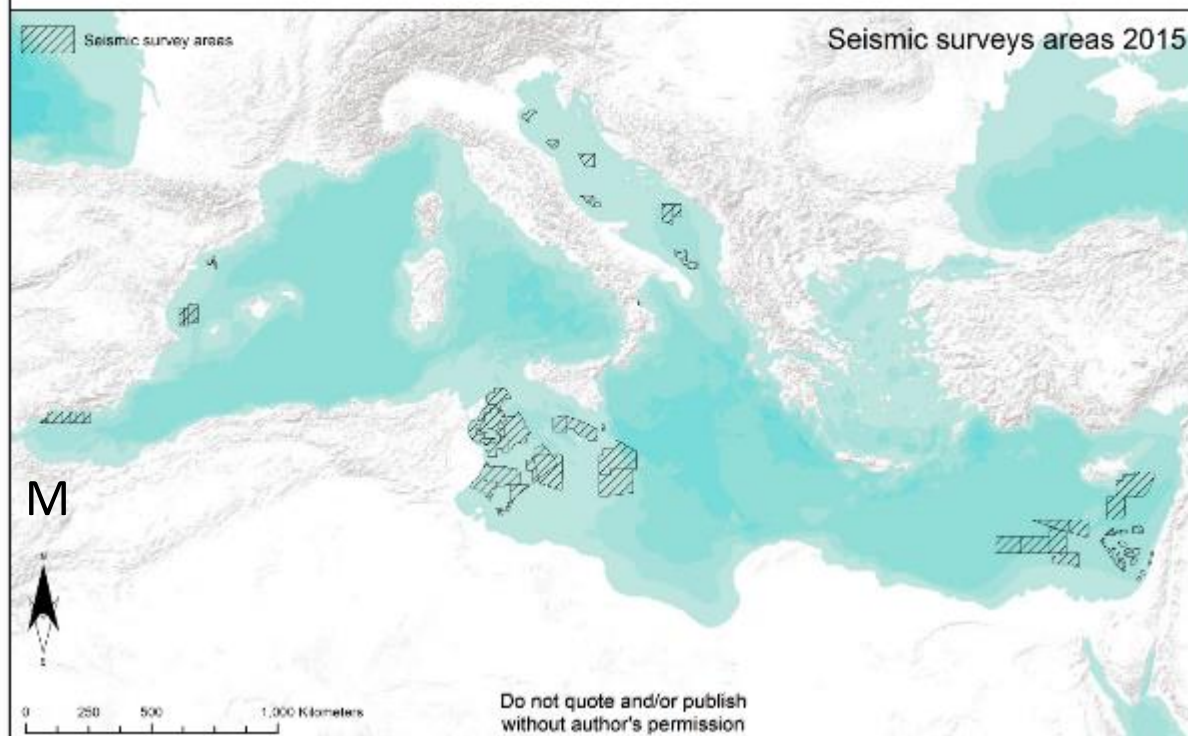 Seismic survey areas
Seismic surveys areas 2015
M
0 250 500 1,000 Kilometers
Do not quote and/or publish
without author's permission